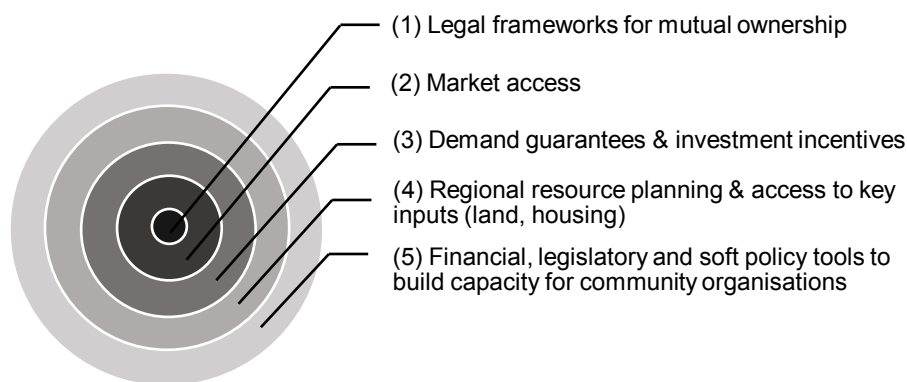 (1) Legal frameworks for mutual ownership
(2) Market access
(3) Demand guarantees & investment incentives
(4) Regional resource planning & access to key
inputs (land, housing)
(5) Financial, legislatory and soft policy tools to
build capacity for community organisations